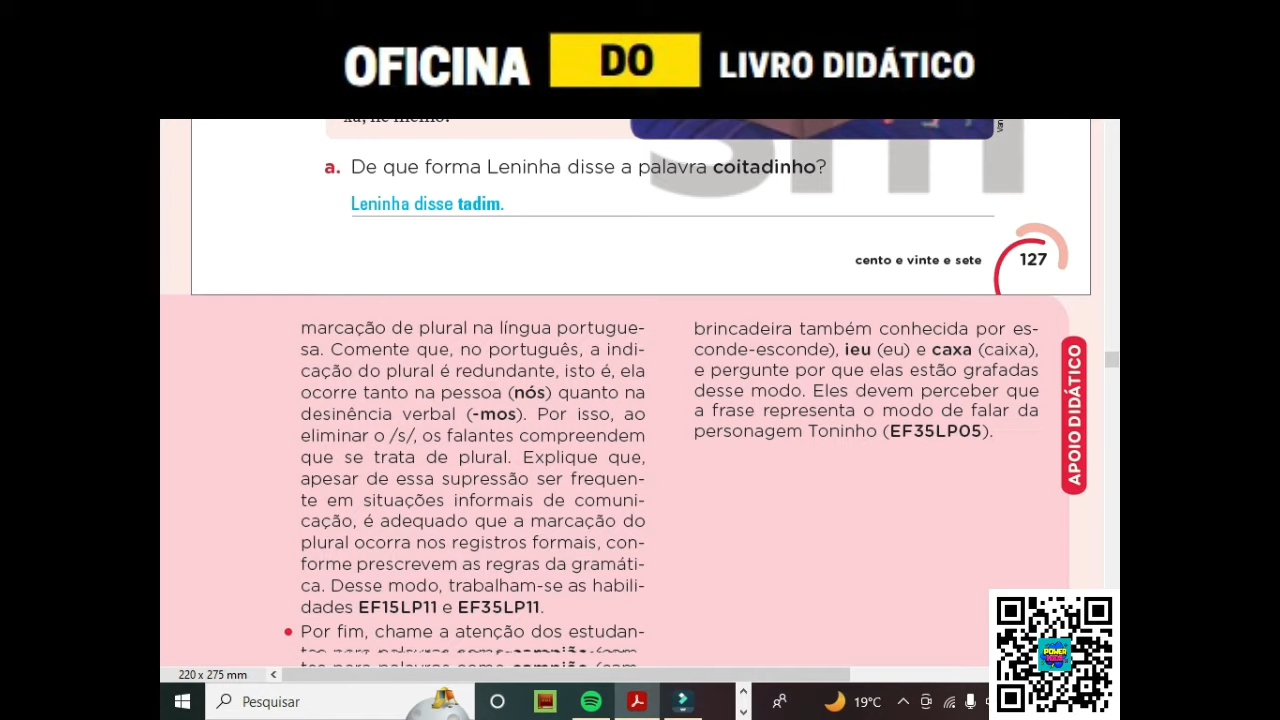 OFICINA DO LIVRO DIDÁTICO
a. De que forma Leninha disse a palavra coitadinho?
Leninha disse tadim.
cento e vinte e sete 127
marcação de plural na língua portugue-
sa. Comente que, no português, a indi-
cação do plural é redundante, isto é, ela
ocorre tanto na pessoa (nós) quanto na
desinência verbal (-mos). Por isso, ao
eliminar o /s/, os falantes compreendem
que se trata de plural. Explique que,
apesar de essa supressão ser frequen-
te em situações informais de comuni-
cação, é adequado que a marcação do
plural ocorra nos registros formais, con-
forme prescrevem as regras da gramáti-
ca. Desse modo, trabalham-se as habili-
dades EF15LP11 e EF35LP11.
• Por fim, chame a atenção dos estudan-
tes para palavras como
brincadeira também conhecida por es-
conde-esconde), ieu (eu) e caxa (caixa),
e pergunte por que elas estão grafadas
desse modo. Eles devem perceber que
a frase representa o modo de falar da
personagem Toninho (EF35LP05).
APOIO DIDÁTICO
sm
POWER
220 x 275 mm
Pesquisar
19°C